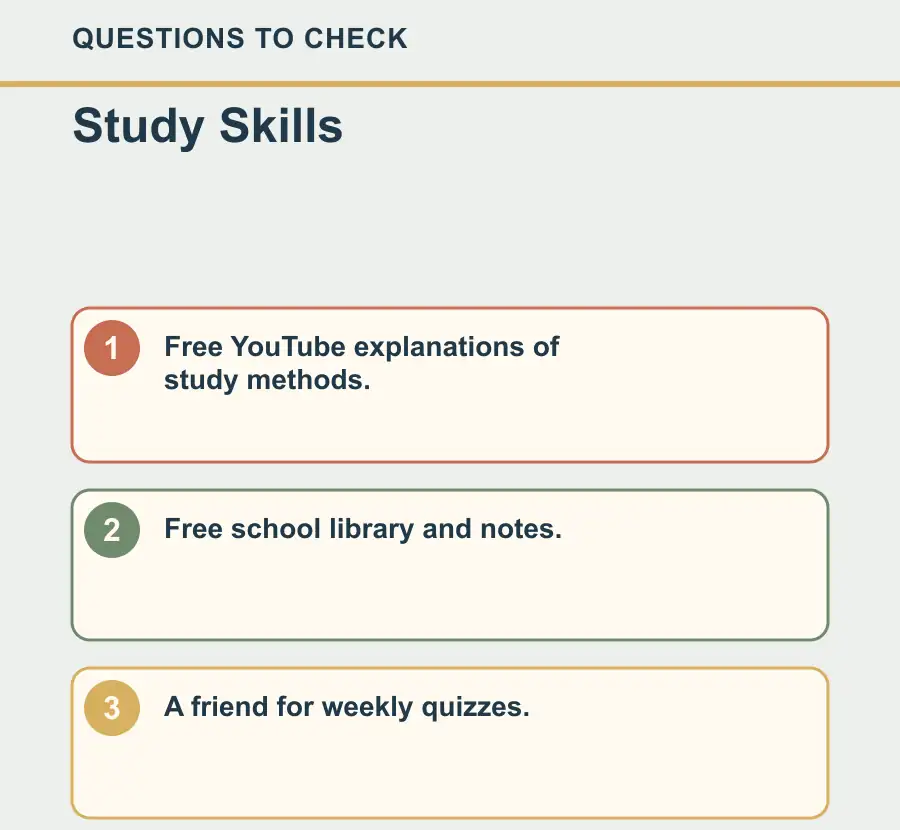 QUESTIONS TO CHECK
Study Skills
1
Free YouTube explanations of
study methods.
2
Free school library and notes.
3
A friend for weekly quizzes.